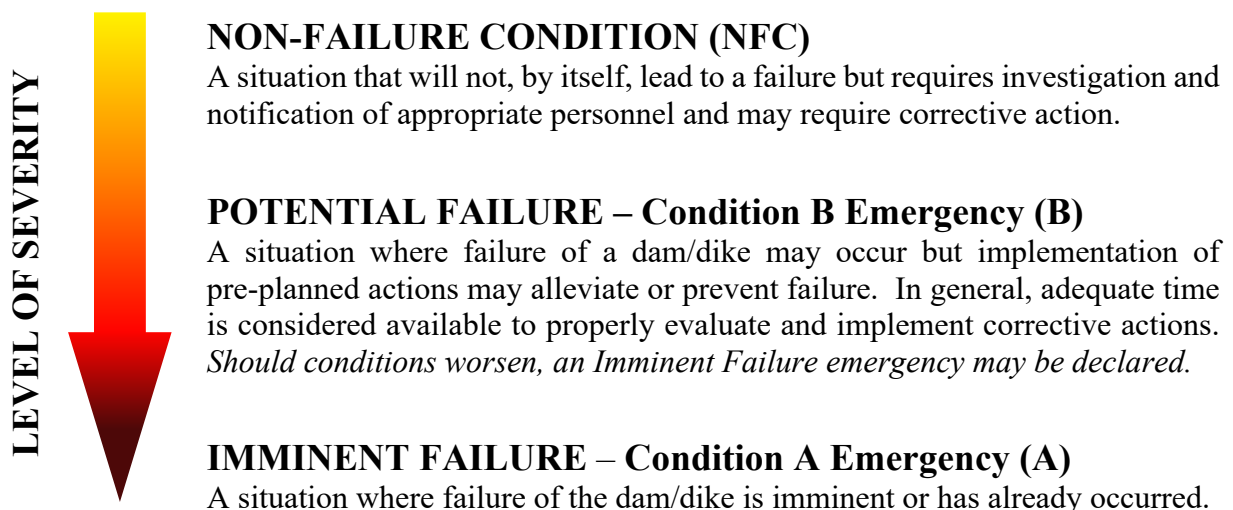 LEVEL OF SEVERITY
NON-FAILURE CONDITION (NFC)
A situation that will not, by itself, lead to a failure but requires investigation and
notification of appropriate personnel and may require corrective action.
POTENTIAL FAILURE – Condition B Emergency (B)
A situation where failure of a dam/dike may occur but implementation of
pre-planned actions may alleviate or prevent failure.  In general, adequate time
is considered available to properly evaluate and implement corrective actions.
Should conditions worsen, an Imminent Failure emergency may be declared.
IMMINENT FAILURE – Condition A Emergency (A)
A situation where failure of the dam/dike is imminent or has already occurred.